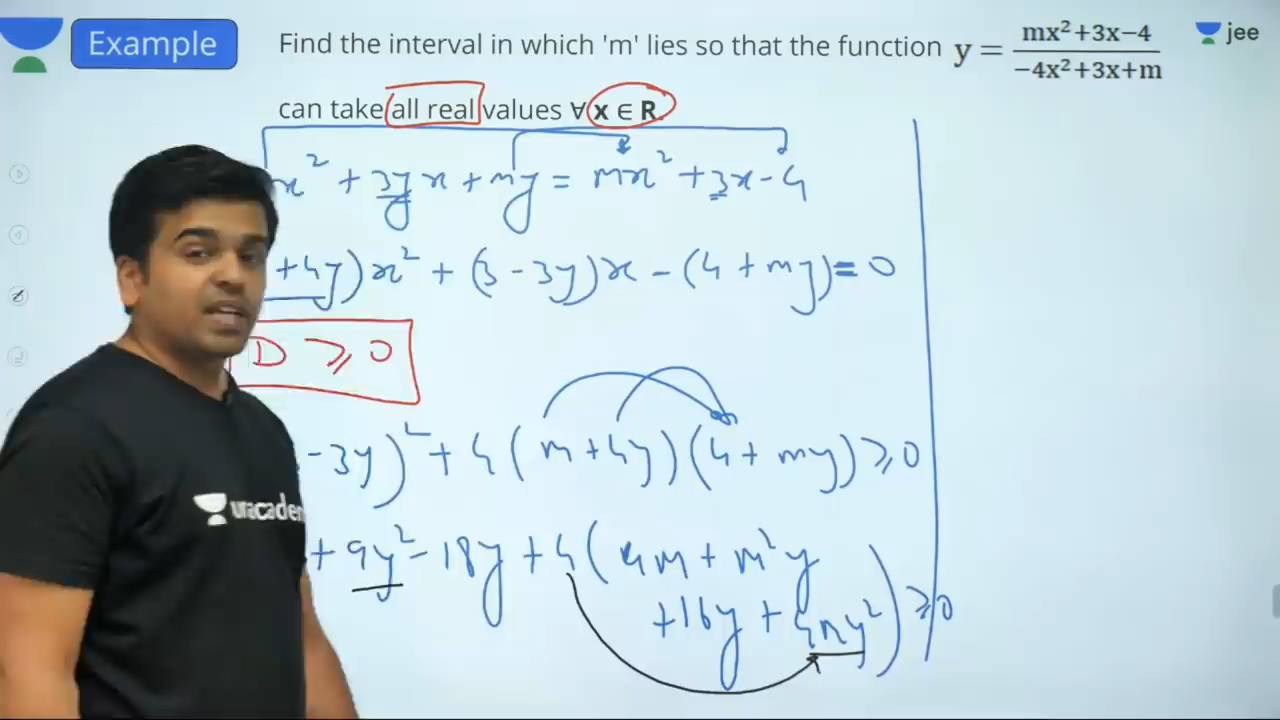 Example
Find the interval in which 'm' lies so that the function y = mx²+3x−4 / −4x²+3x+m
jee
can take all real values ∀ x ∈ R.
x² + 3yx + my = mx² + 3x - 4
+4y)x² + (3 - 3y)x - (4 + my) = 0
D ⩾ 0
-3y)² + 4(m + 4y)(4 + my) ⩾ 0
+ 9y² - 18y + 4(4m + m²y
+16y + 4my²) ⩾ 0